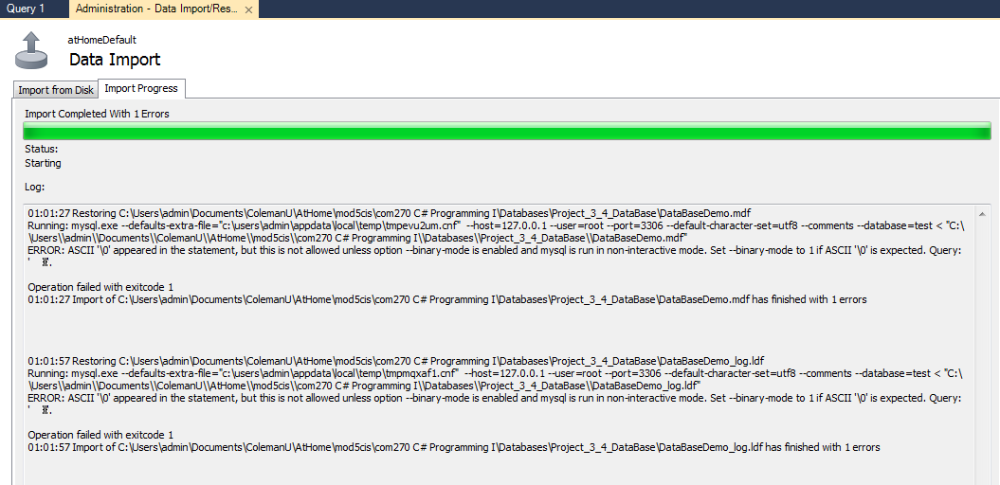 Query 1
Administration - Data Import/Res...
atHomeDefault
Data Import
Import from Disk
Import Progress
Import Completed With 1 Errors
Status:
Starting
Log:
01:01:27 Restoring C:\Users\admin\Documents\ColemanU\AtHome\mod5cis\com270 C# Programming I\Databases\Project_3_4_DataBase\DataBaseDemo.mdf
Running: mysql.exe --defaults-extra-file="c:\users\admin\appdata\local\temp\tmpevu2um.cnf"  --host=127.0.0.1 --user=root --port=3306 --default-character-set=utf8 --comments --database=test < "C:\
\Users\\admin\\Documents\\ColemanU\\AtHome\\mod5cis\\com270 C# Programming I\\Databases\\Project_3_4_DataBase\\DataBaseDemo.mdf"
ERROR: ASCII '\0' appeared in the statement, but this is not allowed unless option --binary-mode is enabled and mysql is run in non-interactive mode. Set --binary-mode to 1 if ASCII '\0' is expected. Query:
'
Operation failed with exitcode 1
01:01:27 Import of C:\Users\admin\Documents\ColemanU\AtHome\mod5cis\com270 C# Programming I\Databases\Project_3_4_DataBase\DataBaseDemo.mdf has finished with 1 errors
01:01:57 Restoring C:\Users\admin\Documents\ColemanU\AtHome\mod5cis\com270 C# Programming I\Databases\Project_3_4_DataBase\DataBaseDemo_log.ldf
Running: mysql.exe --defaults-extra-file="c:\users\admin\appdata\local\temp\tmpmqxaf1.cnf"  --host=127.0.0.1 --user=root --port=3306 --default-character-set=utf8 --comments --database=test < "C:\
\Users\\admin\\Documents\\ColemanU\\AtHome\\mod5cis\\com270 C# Programming I\\Databases\\Project_3_4_DataBase\\DataBaseDemo_log.ldf"
ERROR: ASCII '\0' appeared in the statement, but this is not allowed unless option --binary-mode is enabled and mysql is run in non-interactive mode. Set --binary-mode to 1 if ASCII '\0' is expected. Query:
'
Operation failed with exitcode 1
01:01:57 Import of C:\Users\admin\Documents\ColemanU\AtHome\mod5cis\com270 C# Programming I\Databases\Project_3_4_DataBase\DataBaseDemo_log.ldf has finished with 1 errors